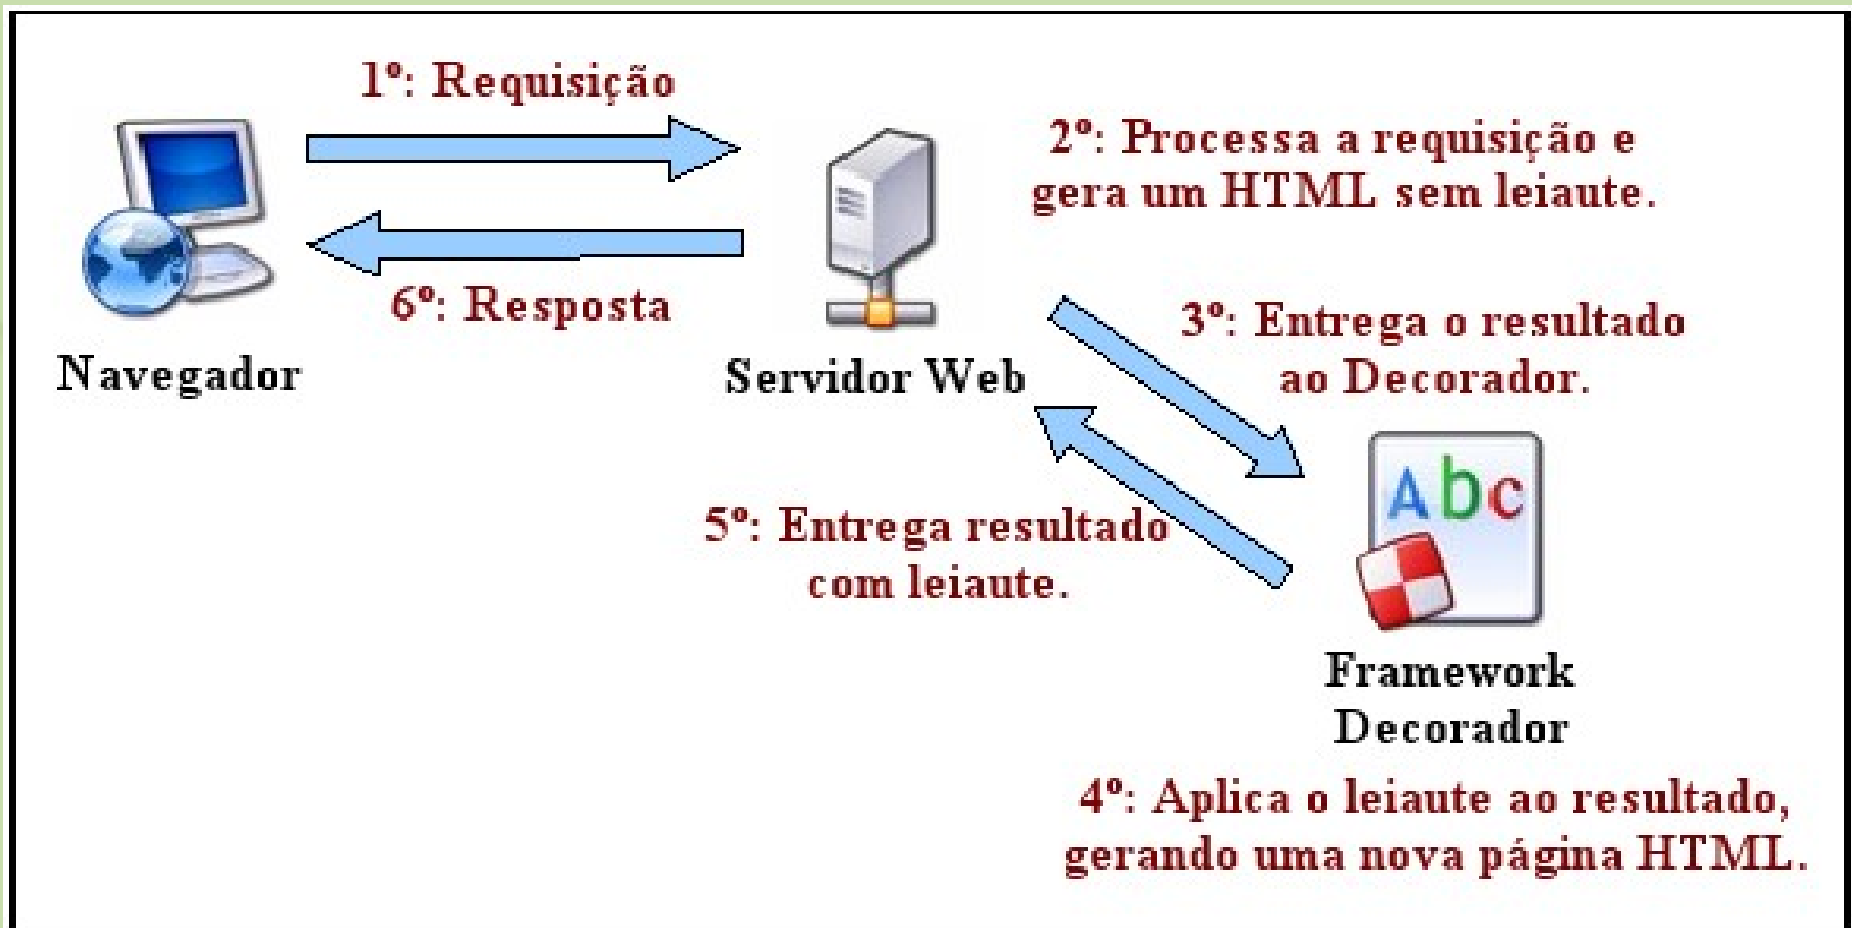 1º: Requisição
2º: Processa a requisição e
gera um HTML sem leiaute.
6º: Resposta
3º: Entrega o resultado
ao Decorador.
Navegador
Servidor Web
Abc
5º: Entrega resultado
com leiaute.
Framework
Decorador
4º: Aplica o leiaute ao resultado,
gerando uma nova página HTML.